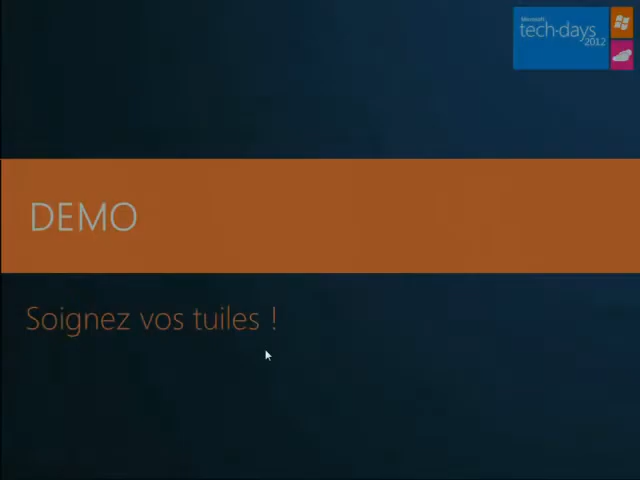 Microsoft
tech·days
2012
DEMO
Soignez vos tuiles !